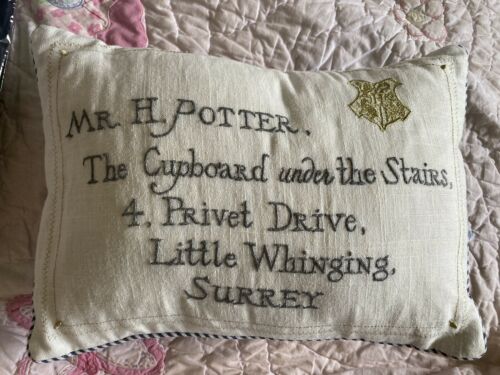 Mr. H. Potter.
The Cupboard under the Stairs,
4. Privet Drive,
Little Whinging,
Surrey